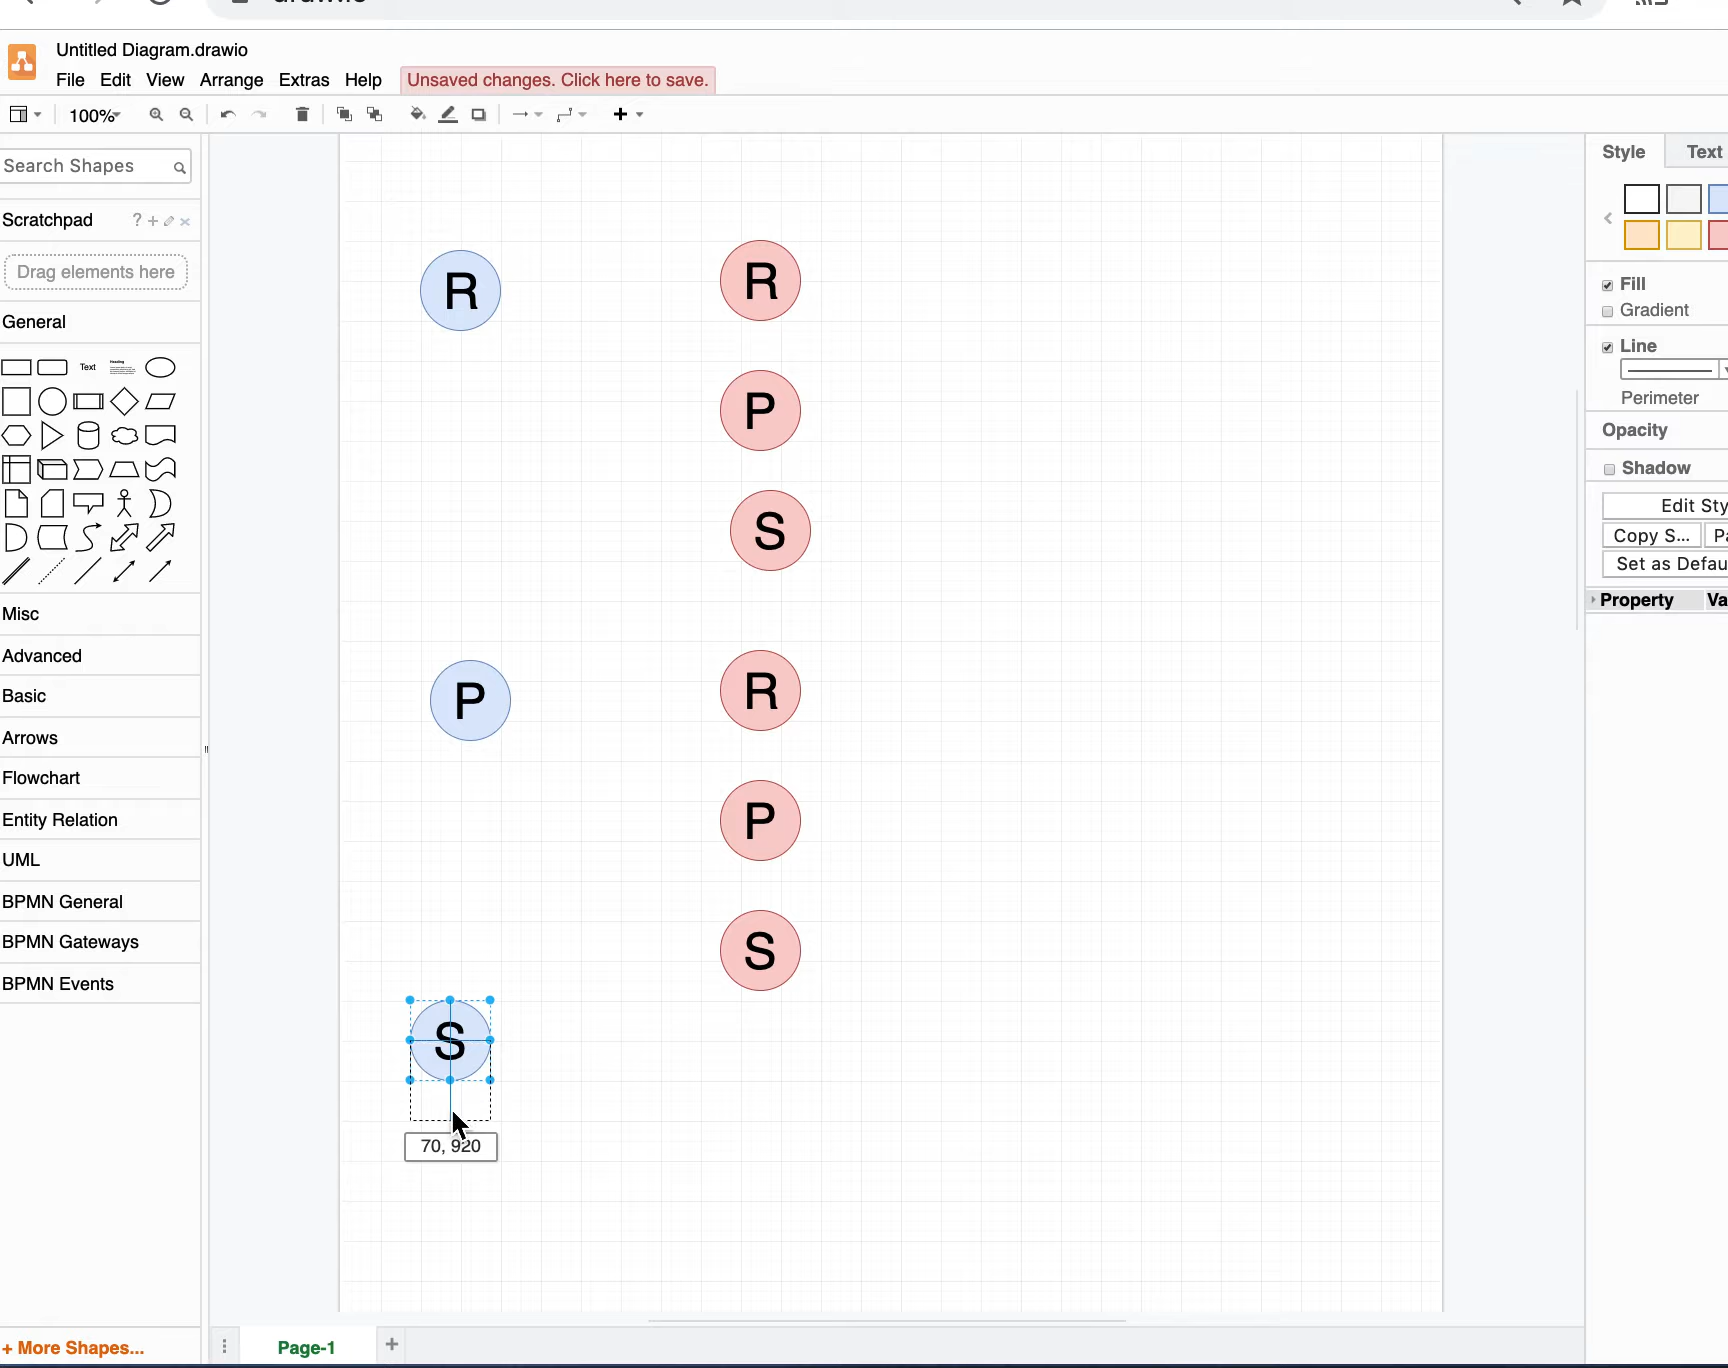 Untitled Diagram.drawio
File Edit View Arrange Extras Help Unsaved changes. Click here to save.
100%
Search Shapes
Scratchpad ?
Drag elements here
General
Text
Heading
Misc
Advanced
Basic
Arrows
Flowchart
Entity Relation
UML
BPMN General
BPMN Gateways
BPMN Events
+ More Shapes...
R
R
P
S
P
R
P
S
S
70, 920
Page-1
Style Text
Fill
Gradient
Line
Perimeter
Opacity
Shadow
Edit Sty
Copy S... Pa
Set as Defau
Property Va